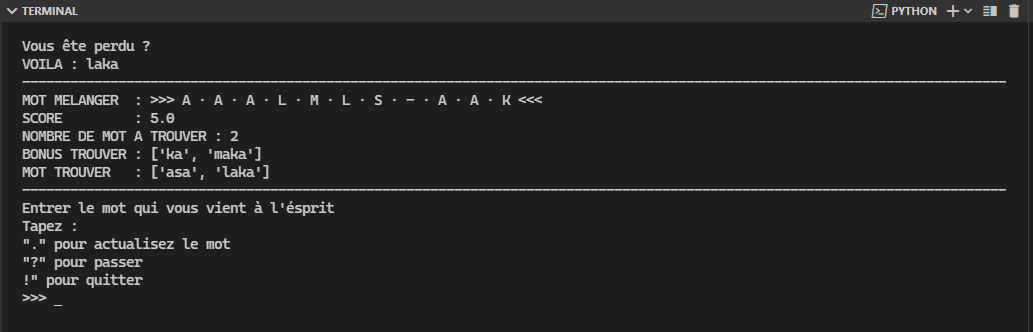 TERMINAL PYTHON
Vous ête perdu ?
VOILA : laka
MOT MELANGER : >>> A · A · A · L · M · L · S · - · A · A · K <<<
SCORE : 5.0
NOMBRE DE MOT A TROUVER : 2
BONUS TROUVER : ['ka', 'maka']
MOT TROUVER : ['asa', 'laka']
Entrer le mot qui vous vient à l'ésprit
Tapez :
"." pour actualisez le mot
"?" pour passer
!" pour quitter
>>> _